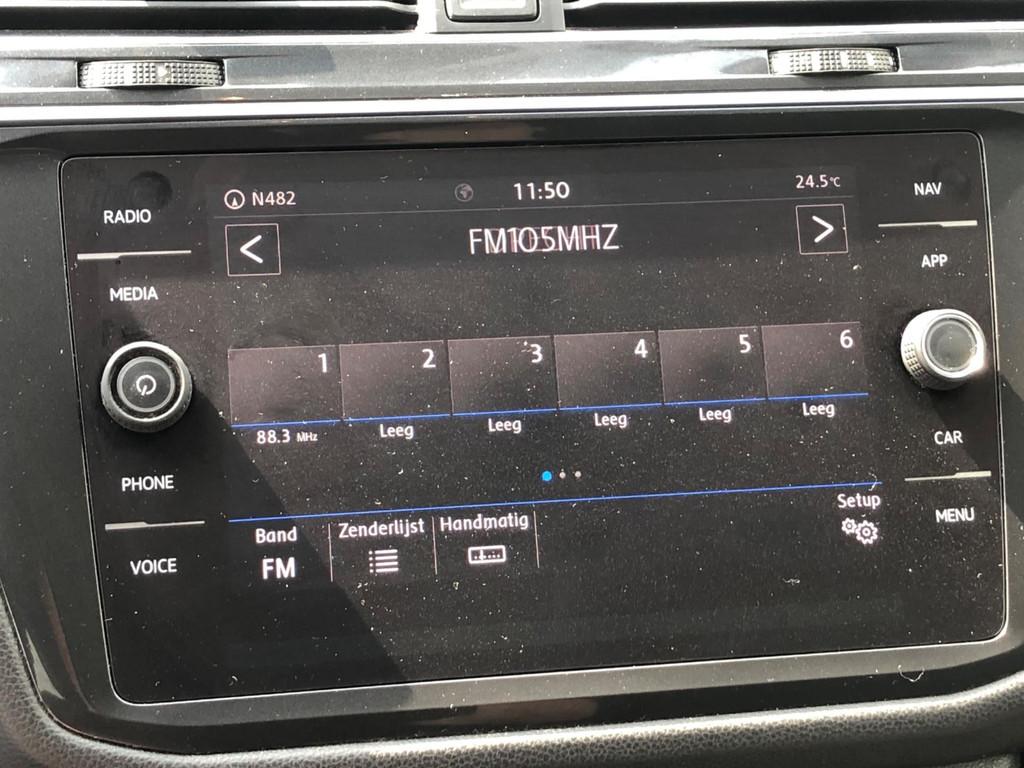 RADIO
MEDIA
PHONE
VOICE
N482
11:50
24.5°C
<
FM105MHZ
>
1
2
3
4
5
6
88.3 MHz
Leeg
Leeg
Leeg
Leeg
Leeg
Band
FM
Zenderlijst
Handmatig
Setup
NAV
APP
CAR
MENU